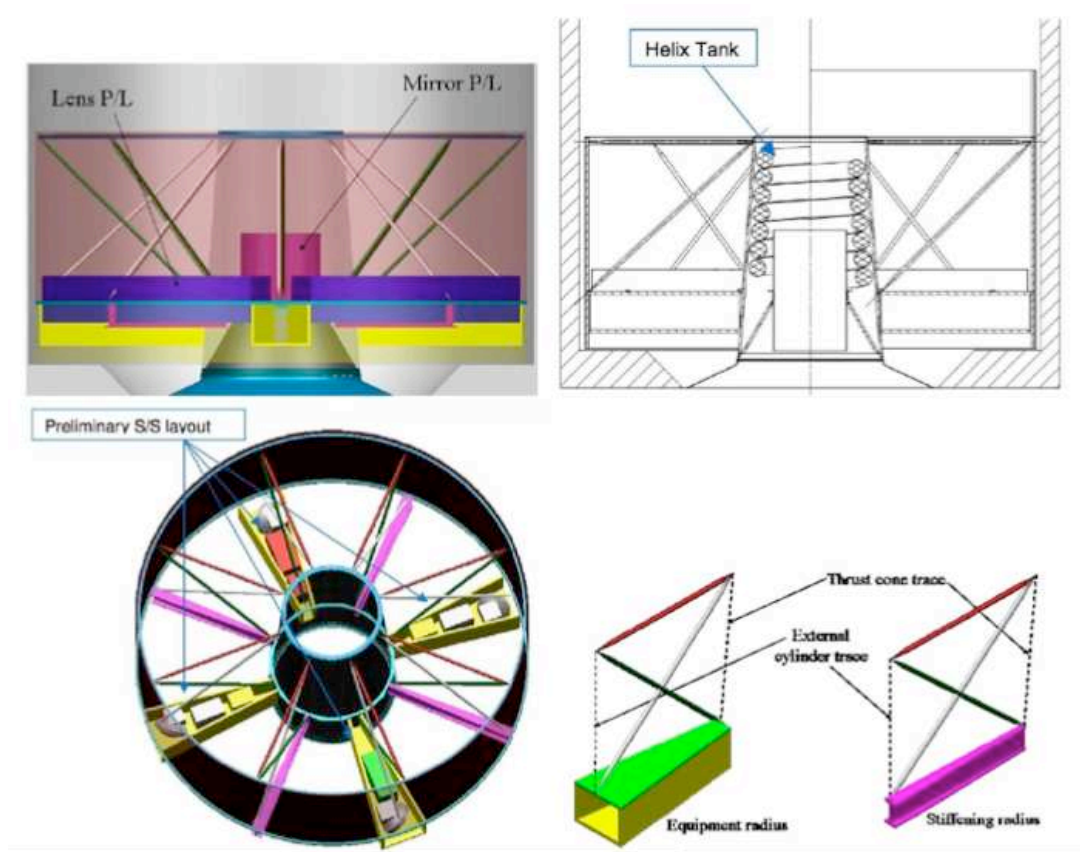 Lens P/L
Mirror P/L
Helix Tank
Preliminary S/S layout
Thrust cone trace
External
cylinder trace
Equipment radius
Stiffening radius